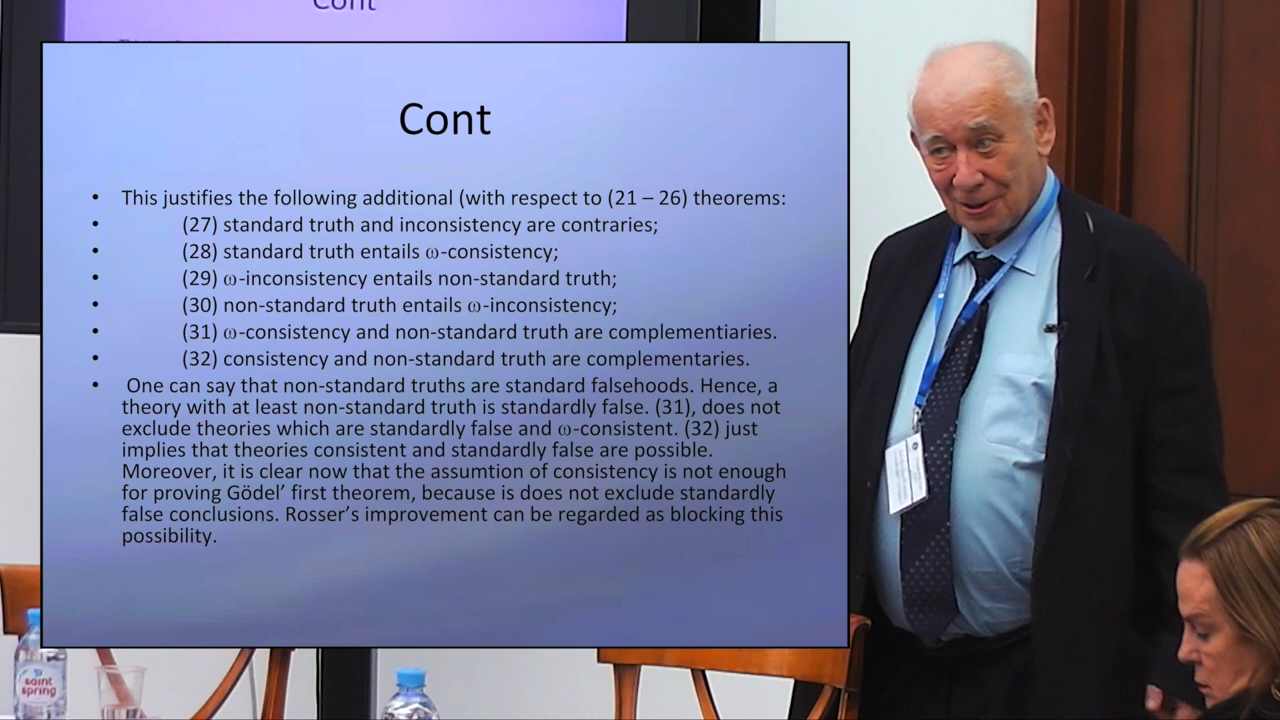 Cont
Cont
• This justifies the following additional (with respect to (21 – 26) theorems:
• (27) standard truth and inconsistency are contraries;
• (28) standard truth entails ω-consistency;
• (29) ω-inconsistency entails non-standard truth;
• (30) non-standard truth entails ω-inconsistency;
• (31) ω-consistency and non-standard truth are complementiaries.
• (32) consistency and non-standard truth are complementaries.
• One can say that non-standard truths are standard falsehoods. Hence, a
theory with at least non-standard truth is standardly false. (31), does not
exclude theories which are standardly false and ω-consistent. (32) just
implies that theories consistent and standardly false are possible.
Moreover, it is clear now that the assumtion of consistency is not enough
for proving Gödel’ first theorem, because is does not exclude standardly
false conclusions. Rosser’s improvement can be regarded as blocking this
possibility.
saint
spring